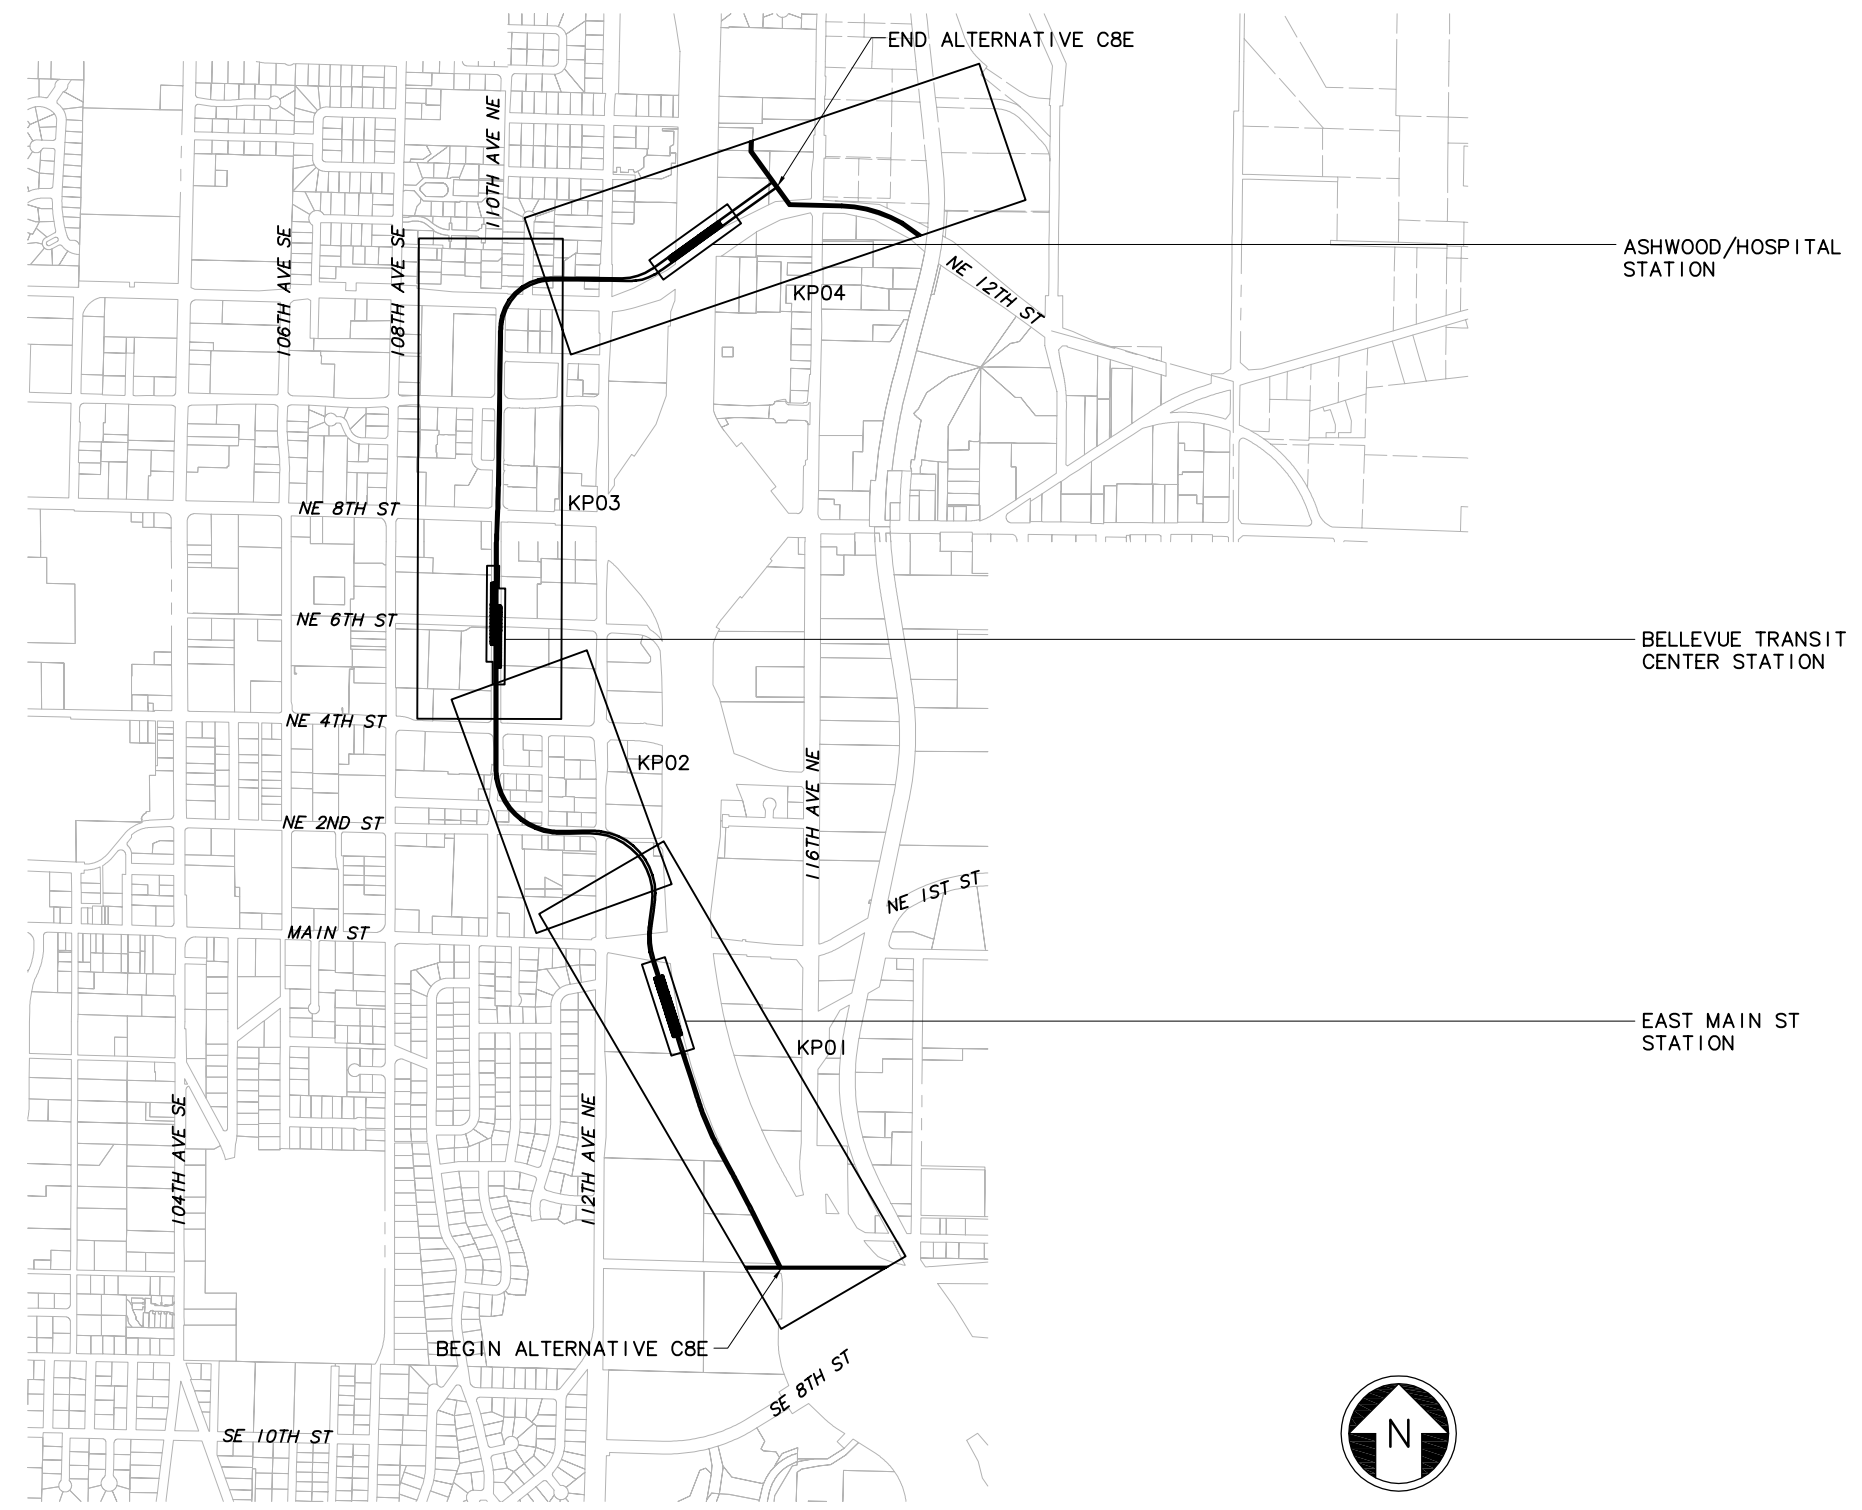 END ALTERNATIVE C8E
110TH AVE NE
106TH AVE SE
108TH AVE SE
ASHWOOD/HOSPITAL
STATION
NE 12TH ST
KP04
NE 8TH ST
KP03
NE 6TH ST
BELLEVUE TRANSIT
CENTER STATION
NE 4TH ST
KP02
116TH AVE NE
NE 2ND ST
NE 1ST ST
MAIN ST
EAST MAIN ST
STATION
KP01
104TH AVE SE
112TH AVE NE
BEGIN ALTERNATIVE C8E
SE 8TH ST
SE 10TH ST
N